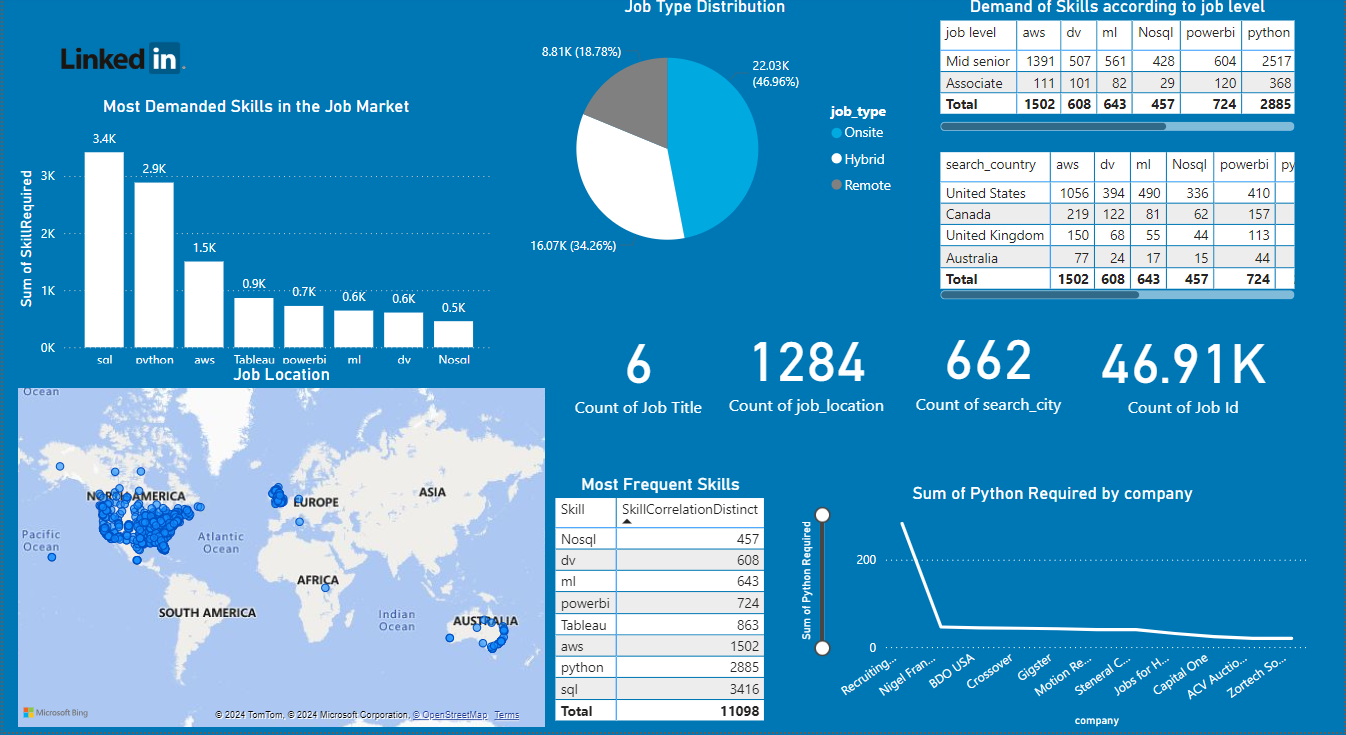 LinkedIn
Most Demanded Skills in the Job Market
Sum of SkillRequired
3K
2K
1K
0K
3.4K
2.9K
1.5K
0.9K
0.7K
0.6K
0.6K
0.5K
sql python aws Tableau powerbi ml dv Nosql
Job Type Distribution
8.81K (18.78%)
22.03K
(46.96%)
16.07K (34.26%)
job_type
Onsite
Hybrid
Remote
Demand of Skills according to job level
job level aws dv ml Nosql powerbi python
Mid senior 1391 507 561 428 604 2517
Associate 111 101 82 29 120 368
Total 1502 608 643 457 724 2885
search_country aws dv ml Nosql powerbi py
United States 1056 394 490 336 410
Canada 219 122 81 62 157
United Kingdom 150 68 55 44 113
Australia 77 24 17 15 44
Total 1502 608 643 457 724
6
Count of Job Title
1284
Count of job_location
662
Count of search_city
46.91K
Count of Job Id
Job Location
Ocean
NORTH AMERICA
EUROPE
ASIA
Pacific
Ocean
Atlantic
Ocean
AFRICA
SOUTH AMERICA
Indian
Ocean
AUSTRALIA
Microsoft Bing
© 2024 TomTom, © 2024 Microsoft Corporation, © OpenStreetMap Terms
Most Frequent Skills
Skill SkillCorrelationDistinct
Nosql 457
dv 608
ml 643
powerbi 724
Tableau 863
aws 1502
python 2885
sql 3416
Total 11098
Sum of Python Required by company
Sum of Python Required
200
0
Recruiting...
Nigel Fran...
BDO USA
Crossover
Gigster
Motion Re...
Steneral C...
Jobs for H...
Capital One
ACV Auctio...
Zortech So...
company